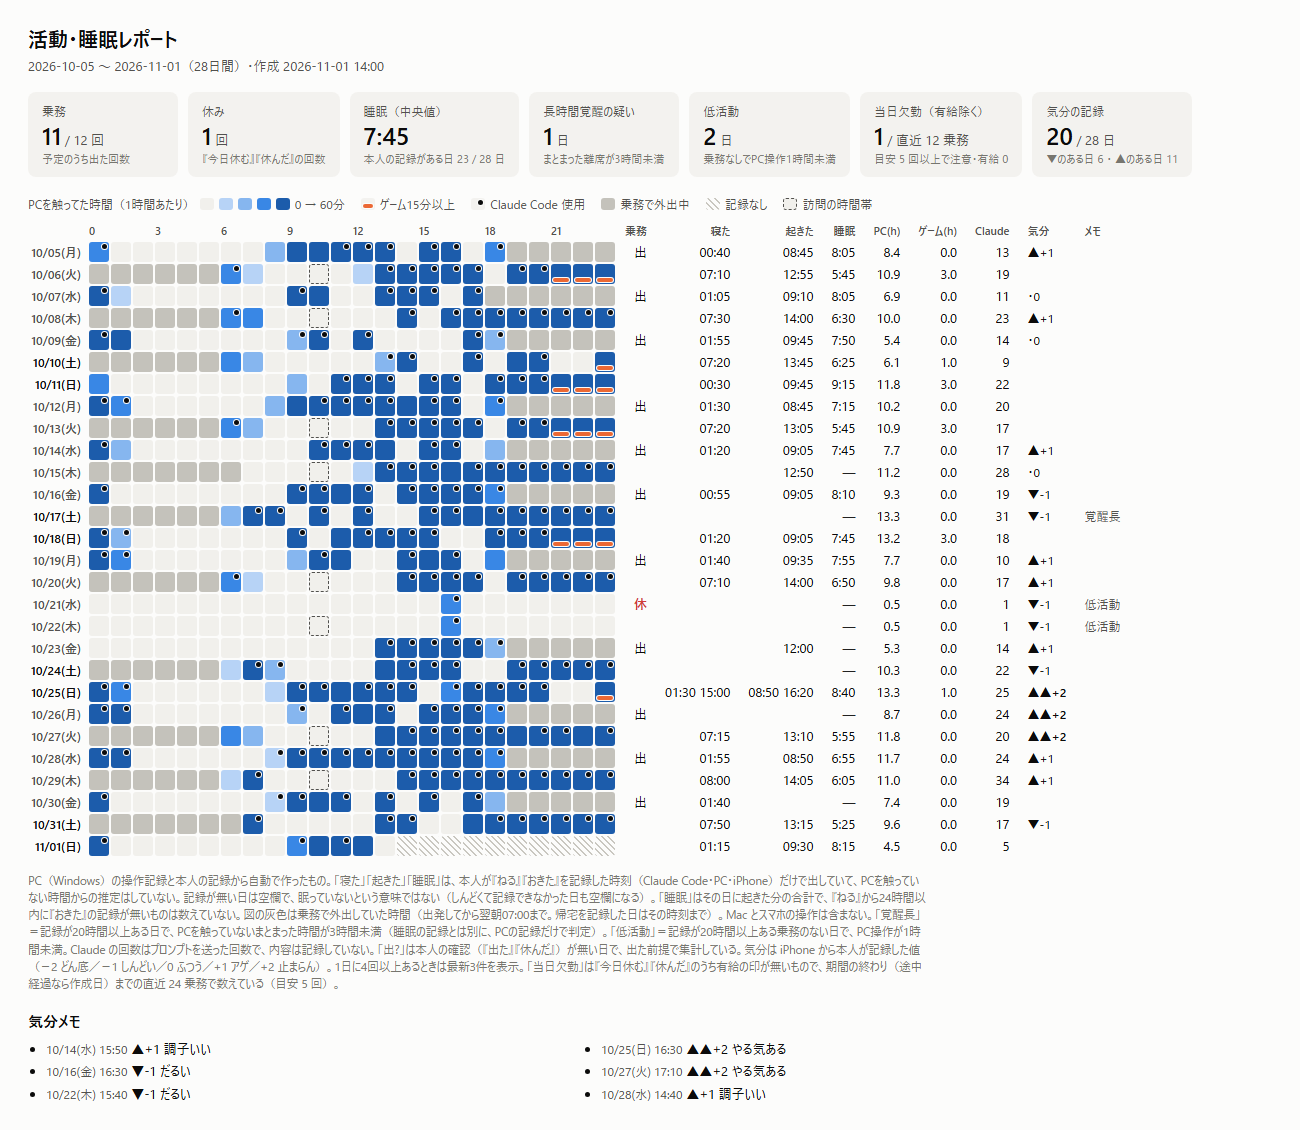 活動・睡眠レポート
2026-10-05 〜 2026-11-01（28日間）・作成 2026-11-01 14:00
乗務
11 / 12 回
予定のうち出た回数
休み
1 回
『今日休む』『休んだ』の回数
睡眠（中央値）
7:45
本人の記録がある日 23 / 28 日
長時間覚醒の疑い
1 日
まとまった離席が3時間未満
低活動
2 日
乗務なしでPC操作1時間未満
当日欠勤（有給除く）
1 / 直近 12 乗務
目安 5 回以上で注意・有給 0
気分の記録
20 / 28 日
▼のある日 6 ・ ▲のある日 11
PCを触ってた時間（1時間あたり） 0 → 60分 ゲーム15分以上 Claude Code 使用 乗務で外出中 記録なし 訪問の時間帯
0 3 6 9 12 15 18 21 乗務 寝た 起きた 睡眠 PC(h) ゲーム(h) Claude 気分 メモ
10/05(月) 出 00:40 08:45 8:05 8.4 0.0 13 ▲+1
10/06(火) 07:10 12:55 5:45 10.9 3.0 19
10/07(水) 出 01:05 09:10 8:05 6.9 0.0 11 ・0
10/08(木) 07:30 14:00 6:30 10.0 0.0 23 ▲+1
10/09(金) 出 01:55 09:45 7:50 5.4 0.0 14 ・0
10/10(土) 07:20 13:45 6:25 6.1 1.0 9
10/11(日) 00:30 09:45 9:15 11.8 3.0 22
10/12(月) 出 01:30 08:45 7:15 10.2 0.0 20
10/13(火) 07:20 13:05 5:45 10.9 3.0 17
10/14(水) 出 01:20 09:05 7:45 7.7 0.0 17 ▲+1
10/15(木) 12:50 — 11.2 0.0 28 ・0
10/16(金) 出 00:55 09:05 8:10 9.3 0.0 19 ▼-1
10/17(土) — 13.3 0.0 31 ▼-1 覚醒長
10/18(日) 01:20 09:05 7:45 13.2 3.0 18
10/19(月) 出 01:40 09:35 7:55 7.7 0.0 10 ▲+1
10/20(火) 07:10 14:00 6:50 9.8 0.0 17 ▲+1
10/21(水) 休 — 0.5 0.0 1 ▼-1 低活動
10/22(木) — 0.5 0.0 1 ▼-1 低活動
10/23(金) 出 12:00 — 5.3 0.0 14 ▲+1
10/24(土) — 10.3 0.0 22 ▼-1
10/25(日) 01:30 15:00 08:50 16:20 8:40 13.3 1.0 25 ▲▲+2
10/26(月) 出 — 8.7 0.0 24 ▲▲+2
10/27(火) 07:15 13:10 5:55 11.8 0.0 20 ▲▲+2
10/28(水) 出 01:55 08:50 6:55 11.7 0.0 24 ▲+1
10/29(木) 08:00 14:05 6:05 11.0 0.0 34 ▲+1
10/30(金) 出 01:40 — 7.4 0.0 19
10/31(土) 07:50 13:15 5:25 9.6 0.0 17 ▼-1
11/01(日) 01:15 09:30 8:15 4.5 0.0 5
PC（Windows）の操作記録と本人の記録から自動で作ったもの。「寝た」「起きた」「睡眠」は、本人が『ねる』『おきた』を記録した時刻（Claude Code・PC・iPhone）だけで出していて、PCを触ってい
ない時間からの推定はしていない。記録が無い日は空欄で、眠っていないという意味ではない（しんどくて記録できなかった日も空欄になる）。「睡眠」はその日に起きた分の合計で、『ねる』から24時間以
内に『おきた』の記録が無いものは数えていない。図の灰色は乗務で外出していた時間（出発してから翌朝07:00まで。帰宅を記録した日はその時刻まで）。Mac とスマホの操作は含まない。「覚醒長」
＝記録が20時間以上ある日で、PCを触っていないまとまった時間が3時間未満（睡眠の記録とは別に、PCの記録だけで判定）。「低活動」＝記録が20時間以上ある乗務のない日で、PC操作が1時
間未満。Claude の回数はプロンプトを送った回数で、内容は記録していない。「出?」は本人の確認（『出た』『休んだ』）が無い日で、出た前提で集計している。気分は iPhone から本人が記録した値
（−2 どん底／−1 しんどい／0 ふつう／+1 アゲ／+2 止まらん）。1日に4回以上あるときは最新3件を表示。「当日欠勤」は『今日休む』『休んだ』のうち有給の印が無いもので、期間の終わり（途中
経過なら作成日）までの直近 24 乗務で数えている（目安 5 回）。
気分メモ
10/14(水) 15:50 ▲+1 調子いい
10/16(金) 16:30 ▼-1 だるい
10/22(木) 15:40 ▼-1 だるい
10/25(日) 16:30 ▲▲+2 やる気ある
10/27(火) 17:10 ▲▲+2 やる気ある
10/28(水) 14:40 ▲+1 調子いい